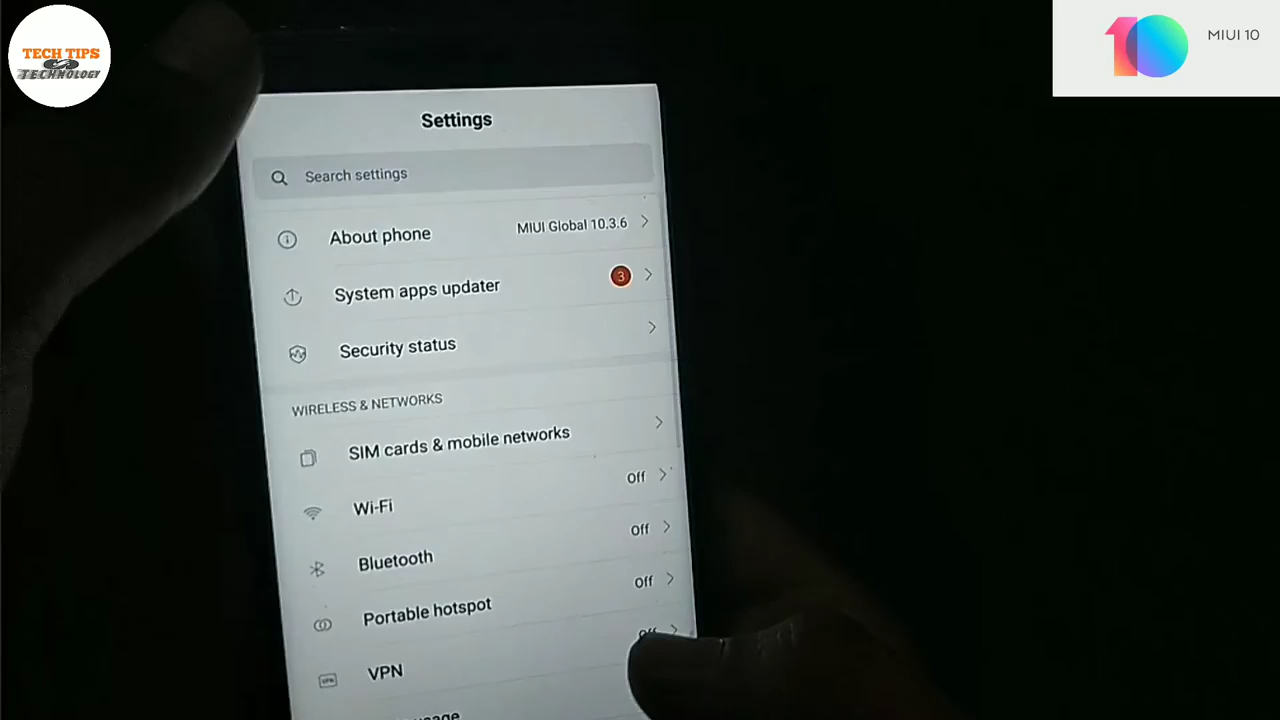 TECH TIPS
TECHNOLOGY
MIUI 10
Settings
Search settings
About phone MIUI Global 10.3.6
System apps updater 3
Security status
WIRELESS & NETWORKS
SIM cards & mobile networks
Wi-Fi Off
Bluetooth Off
Portable hotspot Off
VPN Off